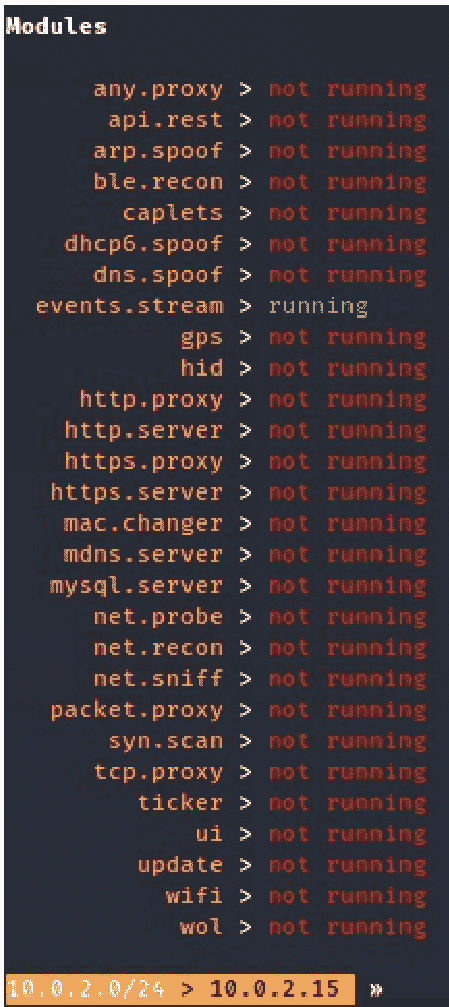 Modules
any.proxy > not running
api.rest > not running
arp.spoof > not running
ble.recon > not running
caplets > not running
dhcp6.spoof > not running
dns.spoof > not running
events.stream > running
gps > not running
hid > not running
http.proxy > not running
http.server > not running
https.proxy > not running
https.server > not running
mac.changer > not running
mdns.server > not running
mysql.server > not running
net.probe > not running
net.recon > not running
net.sniff > not running
packet.proxy > not running
syn.scan > not running
tcp.proxy > not running
ticker > not running
ui > not running
update > not running
wifi > not running
wol > not running
10.0.2.0/24 > 10.0.2.15 »